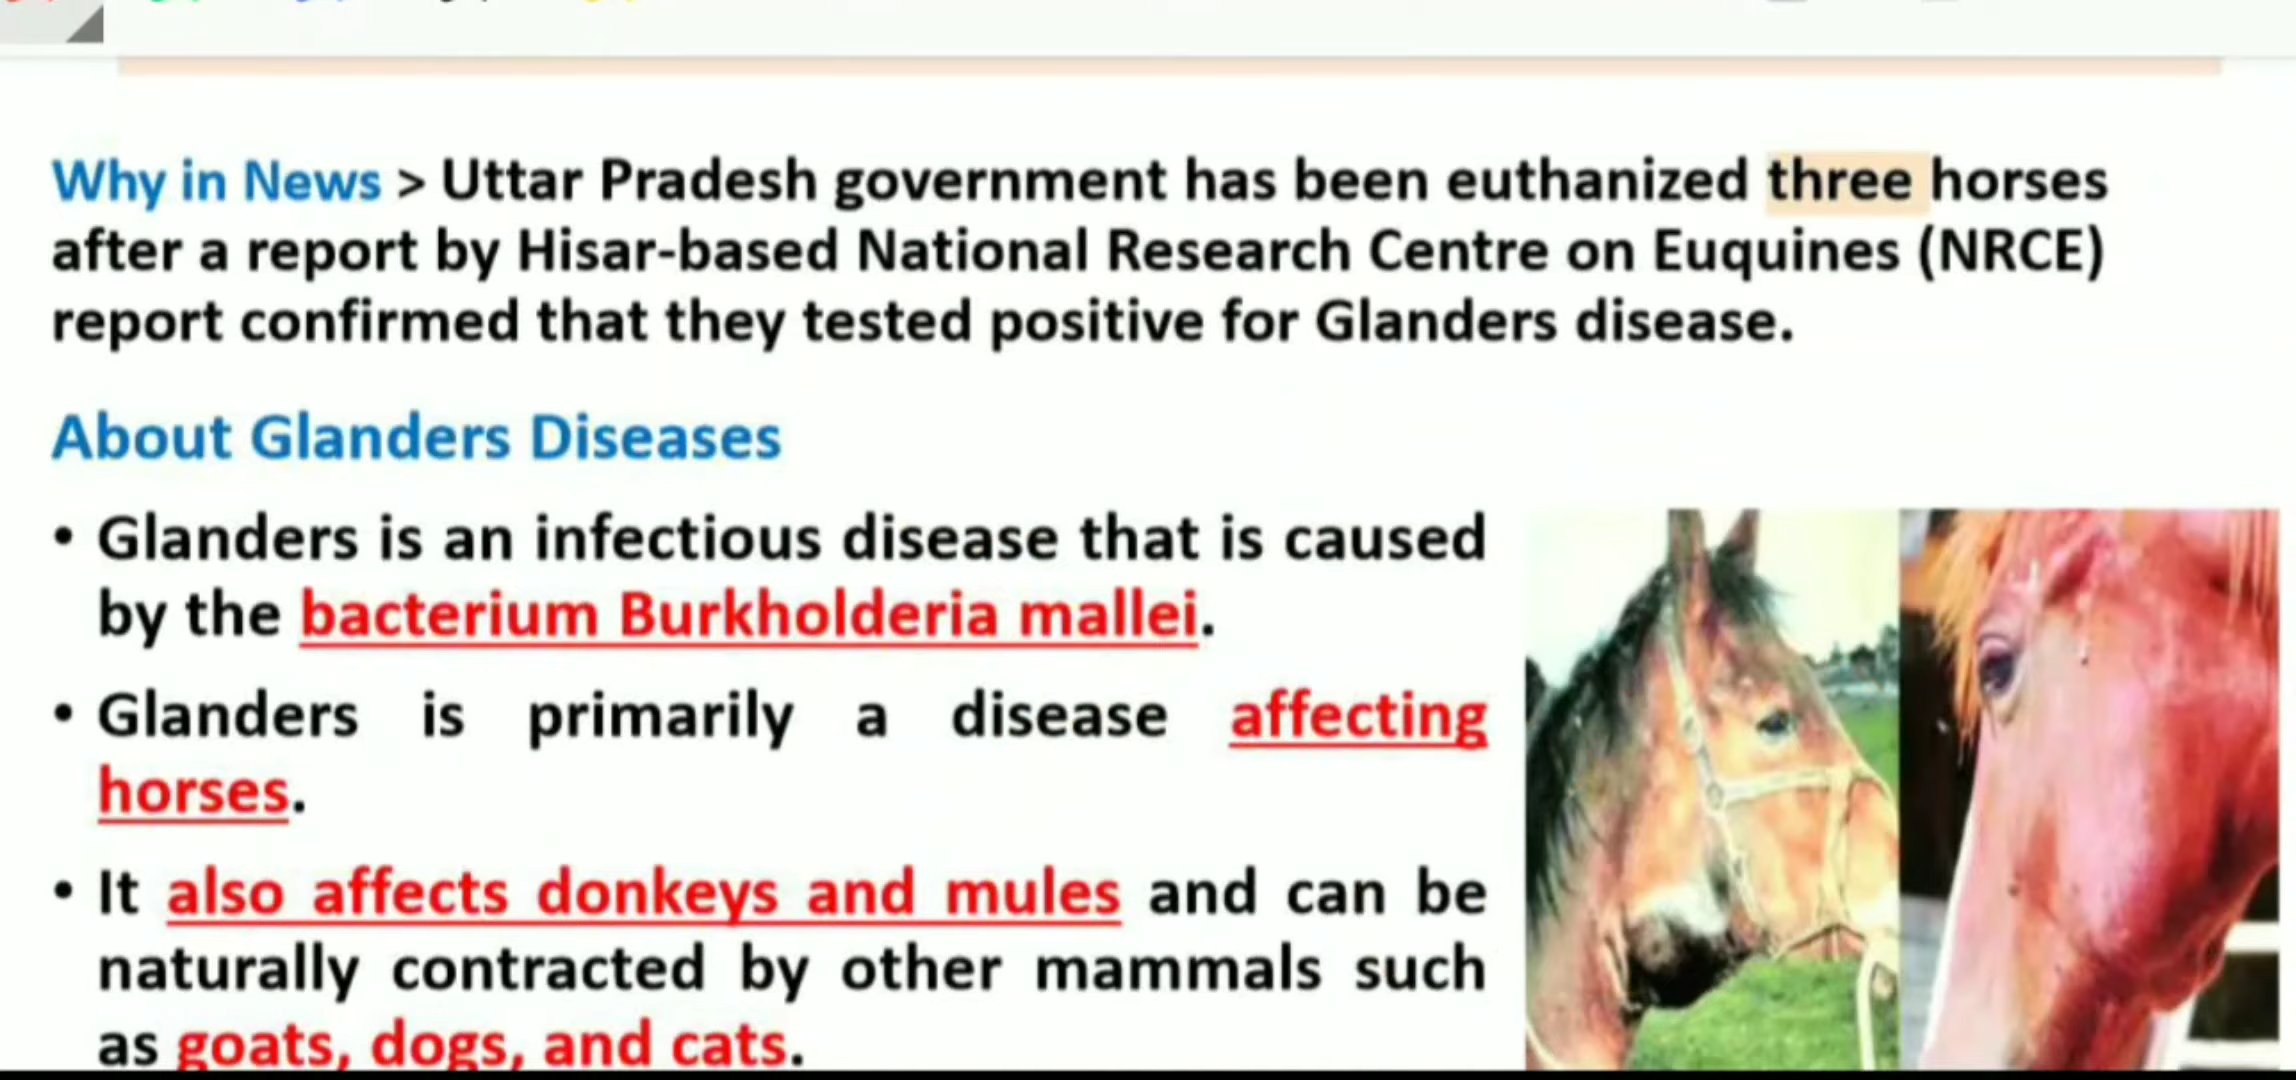 Why in News > Uttar Pradesh government has been euthanized three horses
after a report by Hisar-based National Research Centre on Euquines (NRCE)
report confirmed that they tested positive for Glanders disease.
About Glanders Diseases
• Glanders is an infectious disease that is caused
by the bacterium Burkholderia mallei.
• Glanders is primarily a disease affecting
horses.
• It also affects donkeys and mules and can be
naturally contracted by other mammals such
as goats, dogs, and cats.